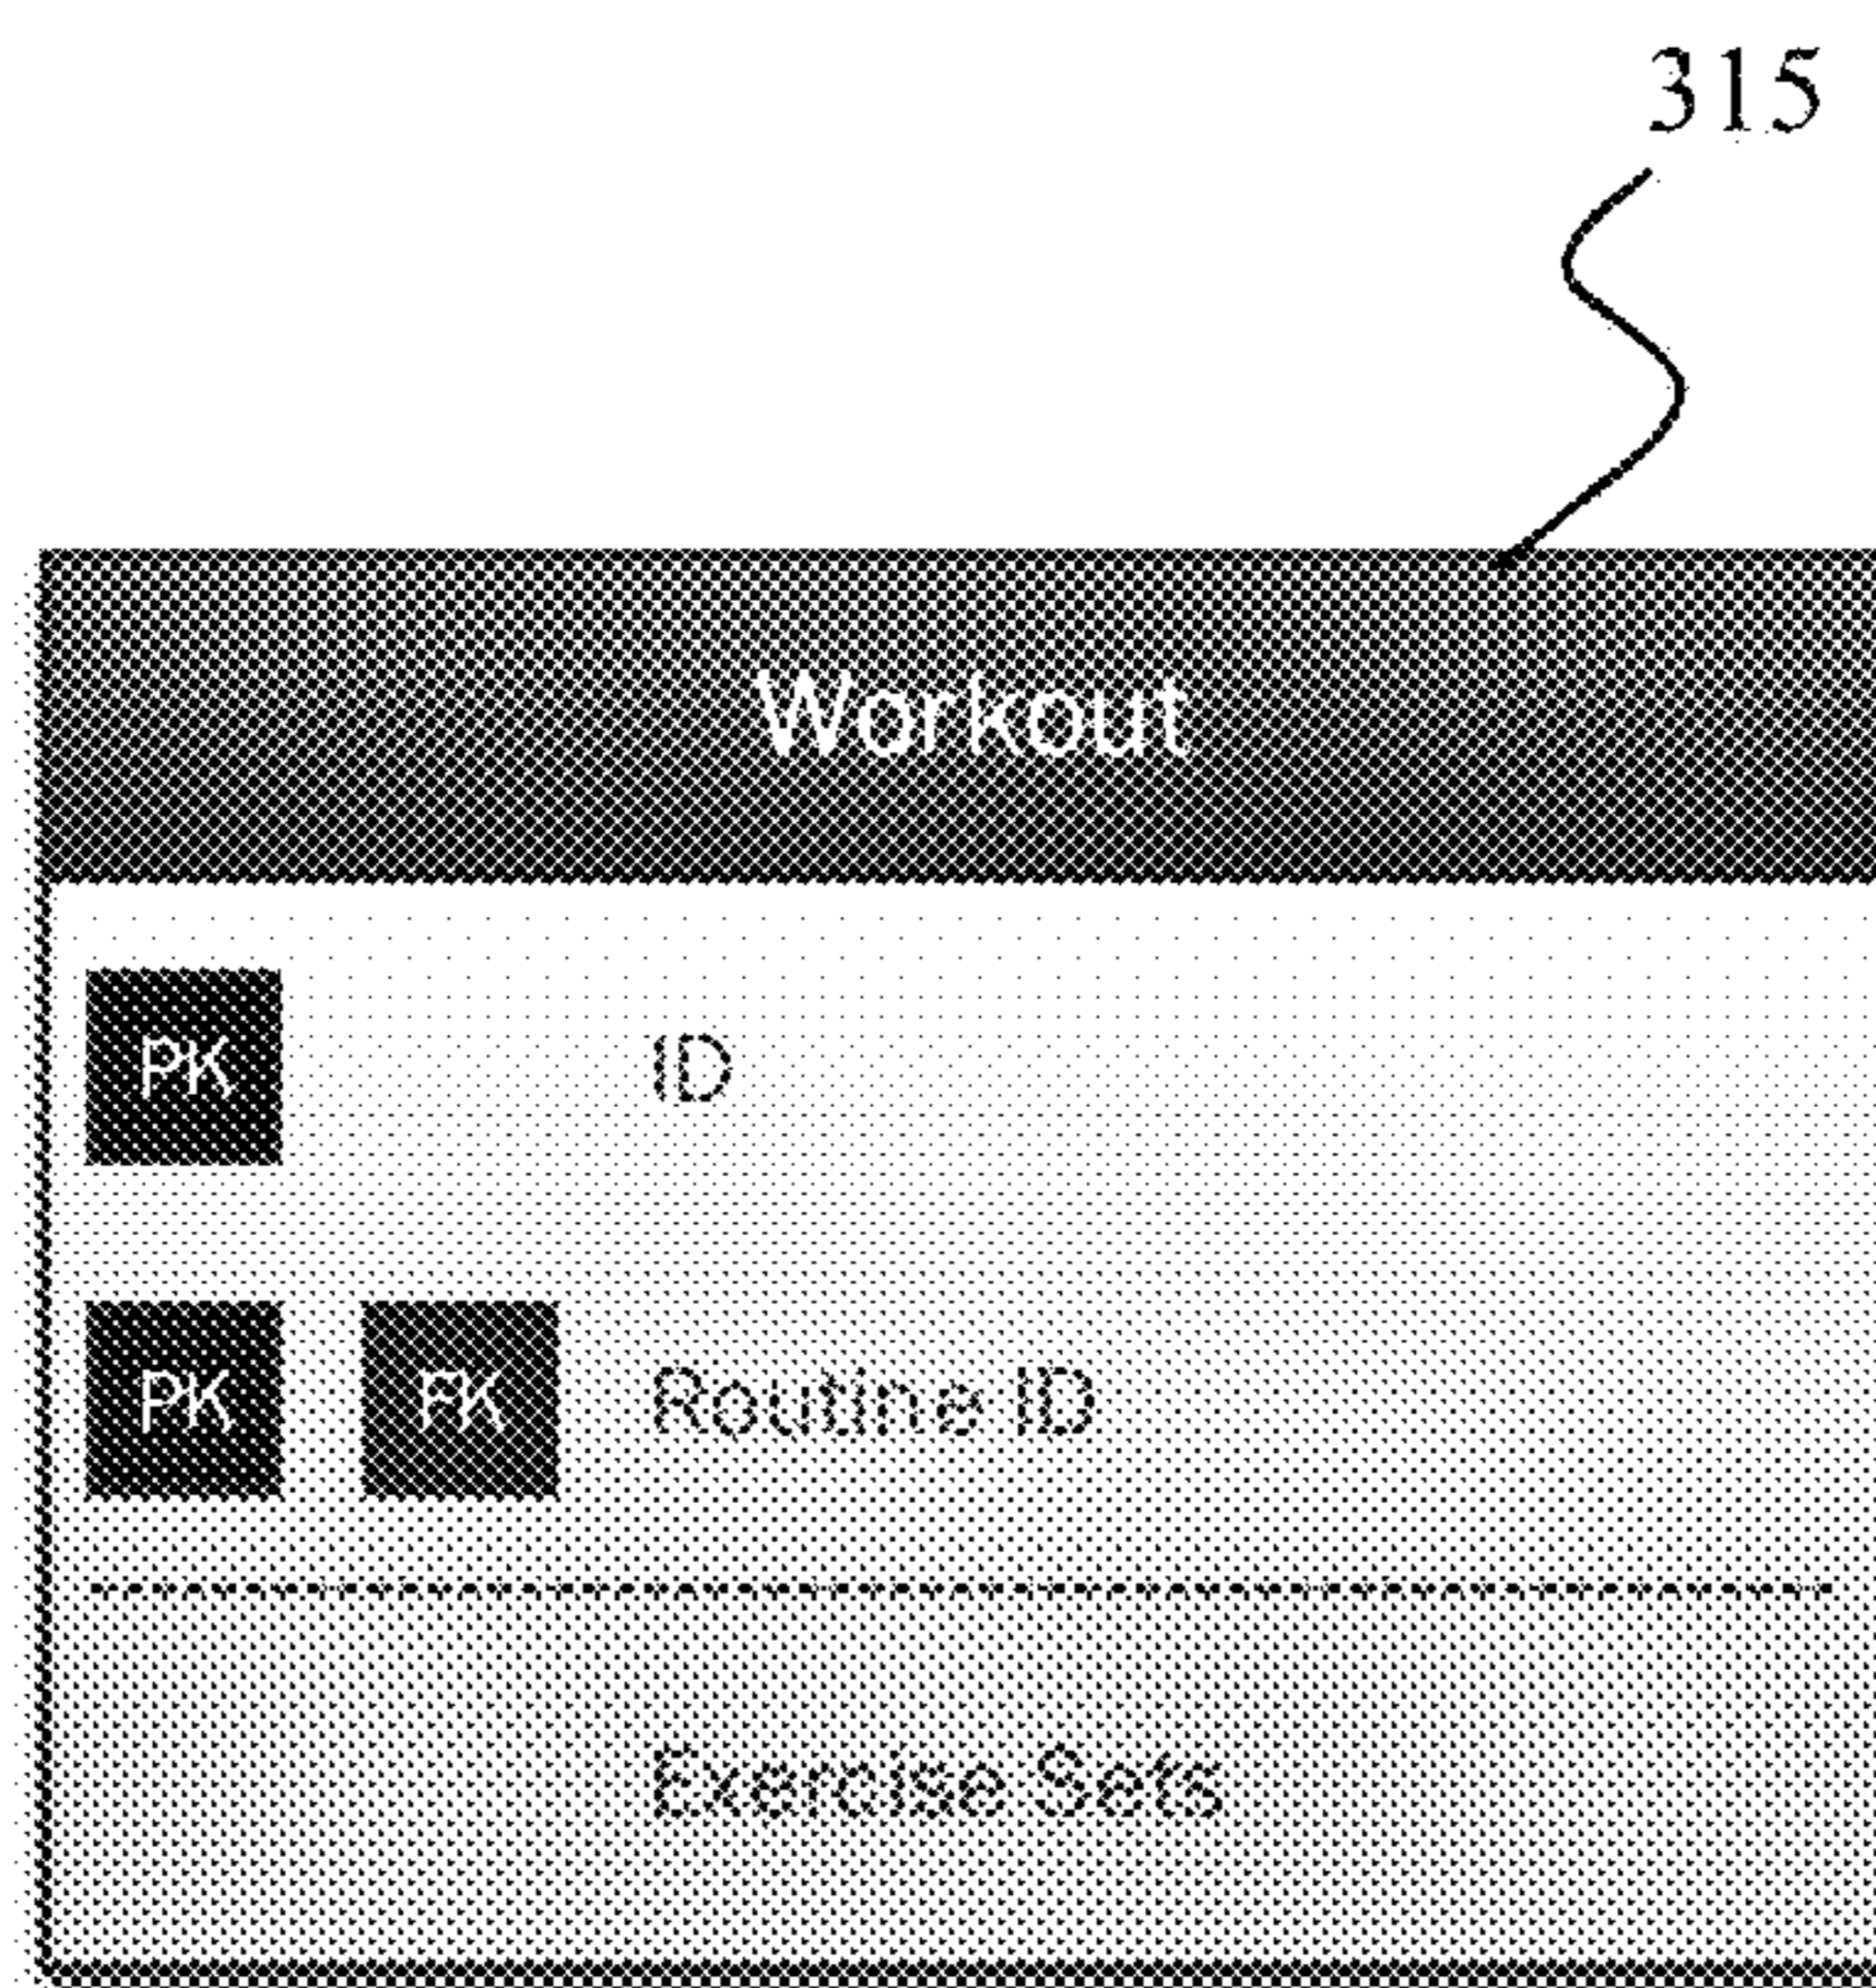 315
Workout
PK ID
PK FK Routine ID
Exercise Sets